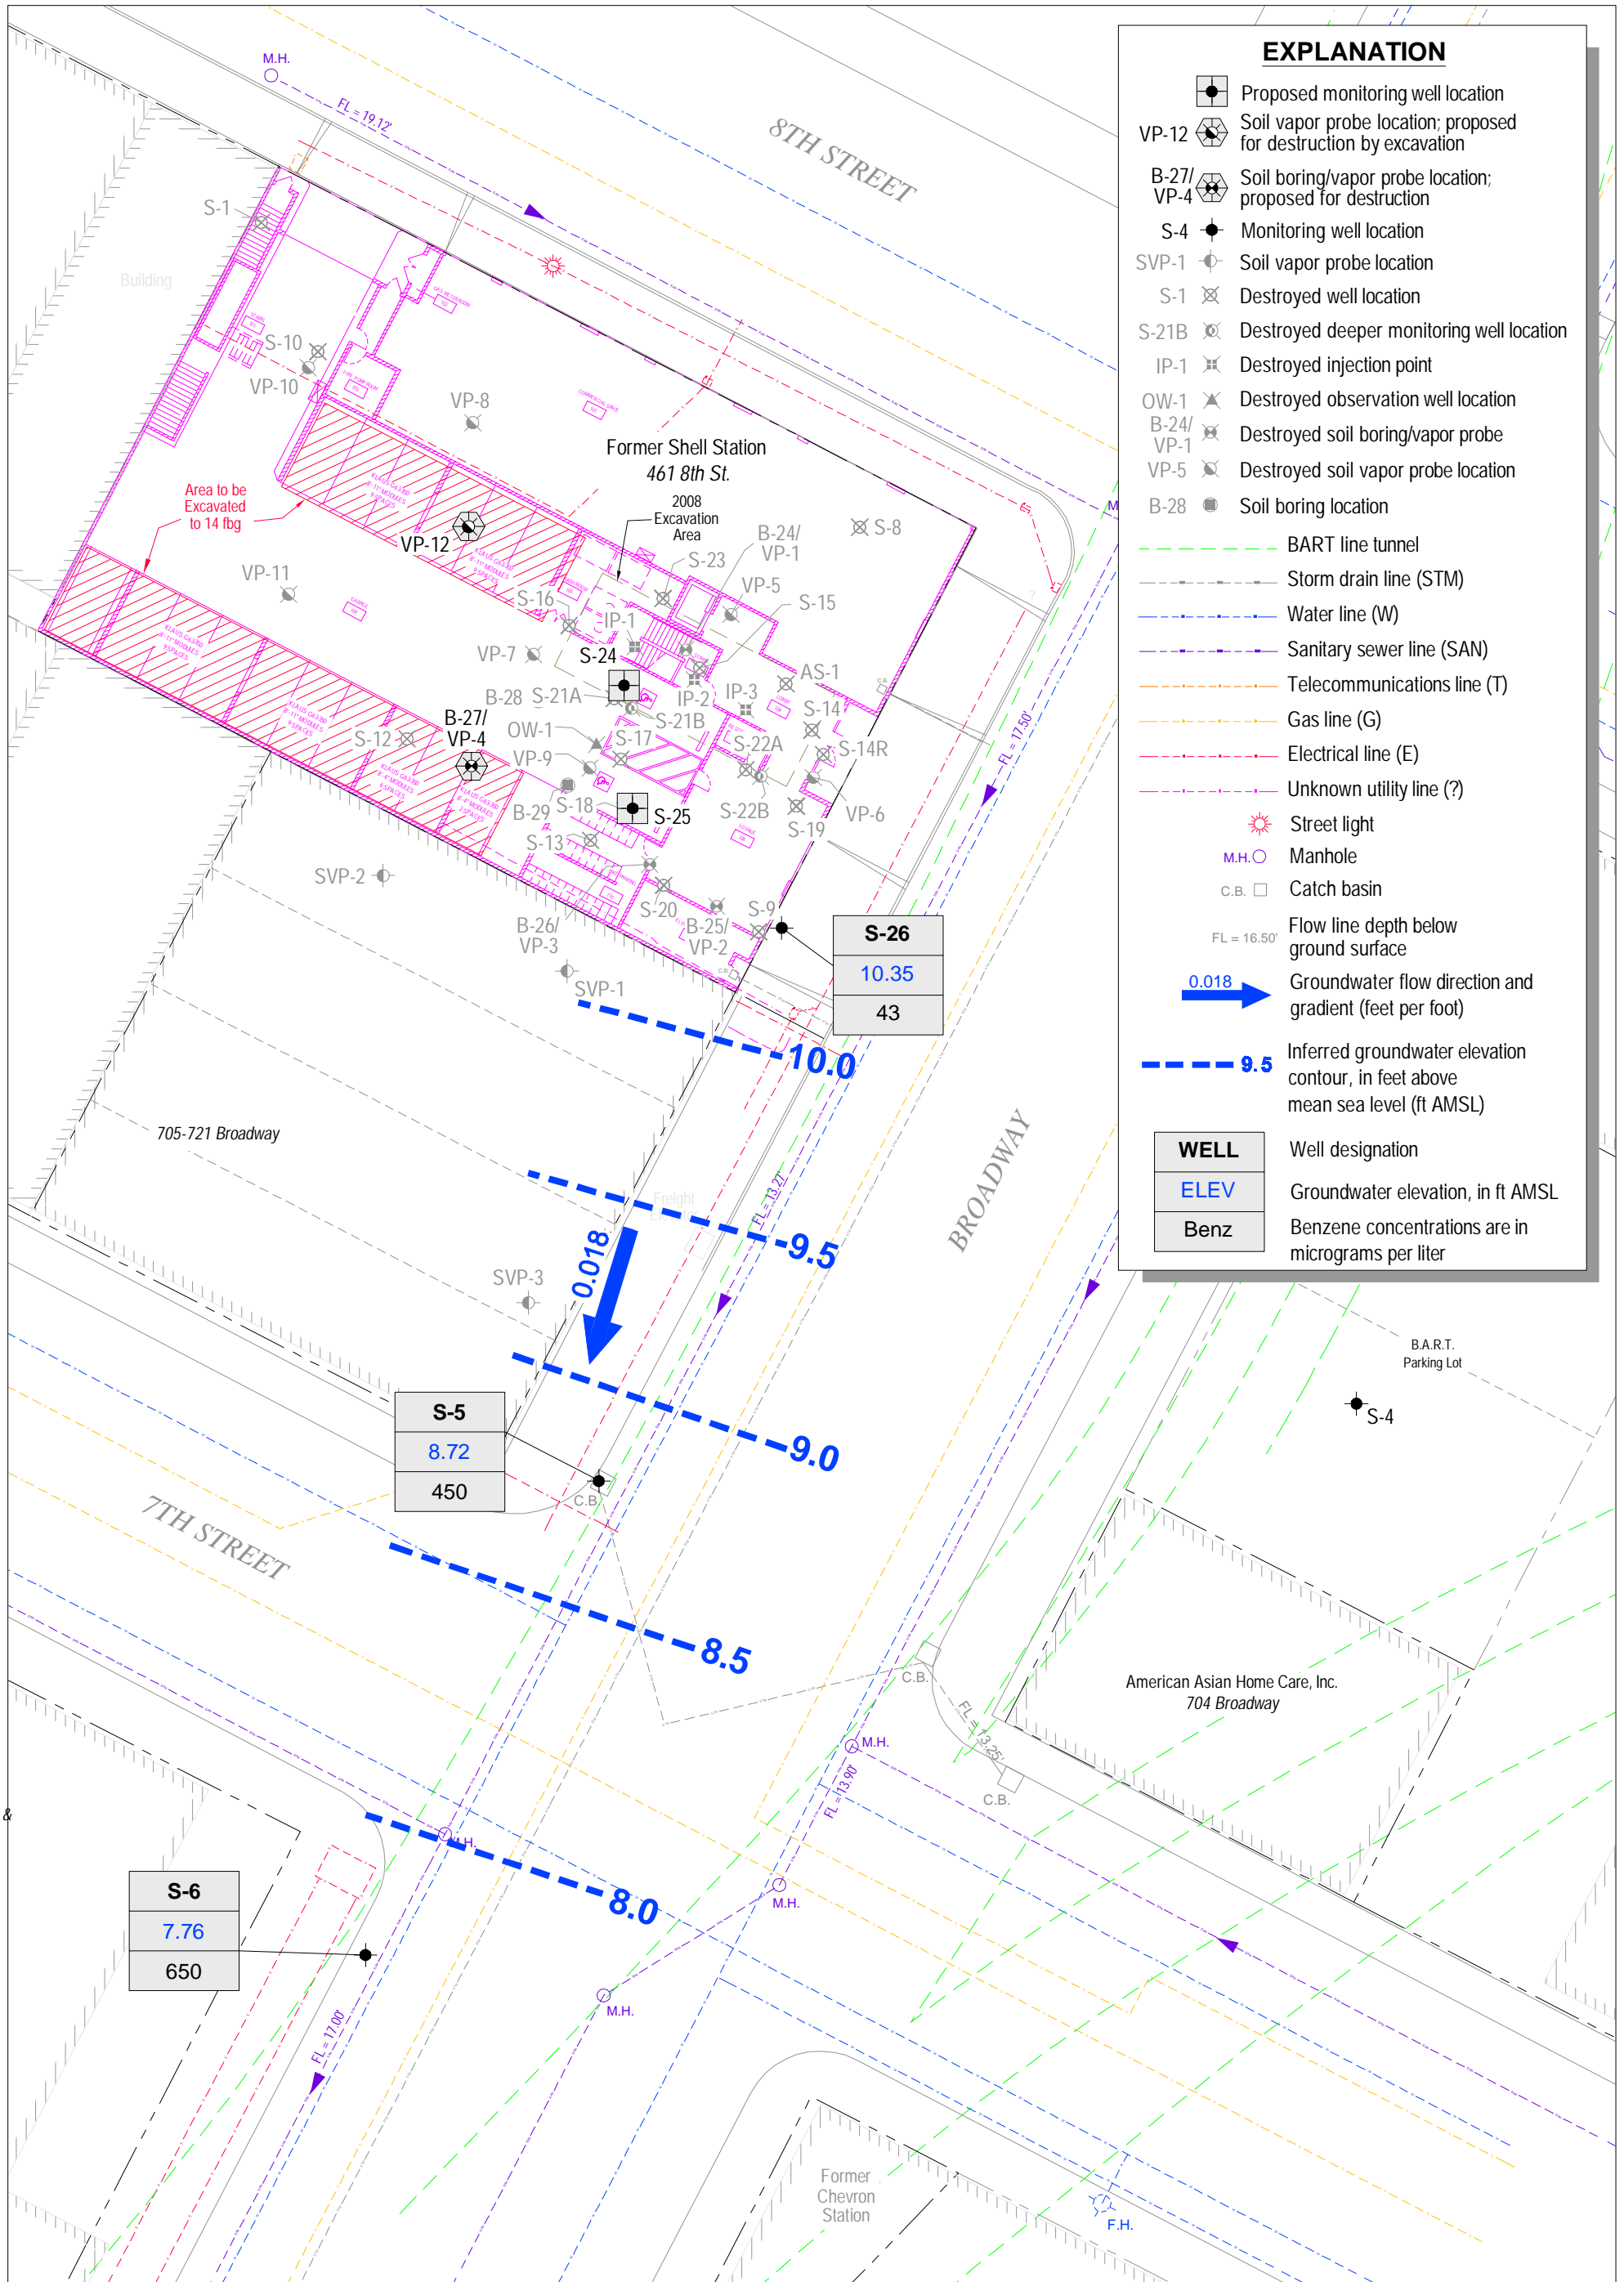 EXPLANATION
Proposed monitoring well location
VP-12
Soil vapor probe location; proposed
for destruction by excavation
B-27/
VP-4
Soil boring/vapor probe location;
proposed for destruction
S-4
Monitoring well location
SVP-1
Soil vapor probe location
S-1
Destroyed well location
S-21B
Destroyed deeper monitoring well location
IP-1
Destroyed injection point
OW-1
Destroyed observation well location
B-24/
VP-1
Destroyed soil boring/vapor probe
VP-5
Destroyed soil vapor probe location
B-28
Soil boring location
BART line tunnel
Storm drain line (STM)
Water line (W)
Sanitary sewer line (SAN)
Telecommunications line (T)
Gas line (G)
Electrical line (E)
Unknown utility line (?)
Street light
M.H.
Manhole
C.B.
Catch basin
FL = 16.50'
Flow line depth below
ground surface
0.018
Groundwater flow direction and
gradient (feet per foot)
9.5
Inferred groundwater elevation
contour, in feet above
mean sea level (ft AMSL)
WELL
Well designation
ELEV
Groundwater elevation, in ft AMSL
Benz
Benzene concentrations are in
micrograms per liter
M.H.
FL = 19.12'
8TH STREET
S-1
Building
S-10
VP-10
VP-8
Former Shell Station
461 8th St.
2008
Excavation
Area
Area to be
Excavated
to 14 fbg
VP-12
B-24/
VP-1
S-8
M
S-23
VP-5
VP-11
S-16
IP-1
S-15
?
VP-7
S-24
AS-1
C.B.
B-28
S-21A
IP-2
IP-3
S-21B
S-14
B-27/
VP-4
OW-1
S-12
S-17
S-22A
S-14R
FL = 17.50'
VP-9
S-18
B-29
S-25
S-22B
VP-6
S-19
S-13
SVP-2
S-20
B-26/
VP-3
B-25/
VP-2
S-9
C.B.
SVP-1
S-26
10.35
43
10.0
705-721 Broadway
BROADWAY
Freight
FL = 13.27'
9.5
0.018
SVP-3
B.A.R.T.
Parking Lot
S-4
S-5
8.72
450
9.0
C.B.
7TH STREET
8.5
C.B.
American Asian Home Care, Inc.
704 Broadway
M.H.
FL = 13.25'
FL = 13.90'
C.B.
&
M.H.
8.0
M.H.
S-6
7.76
650
M.H.
FL = 17.00'
Former
Chevron
Station
F.H.